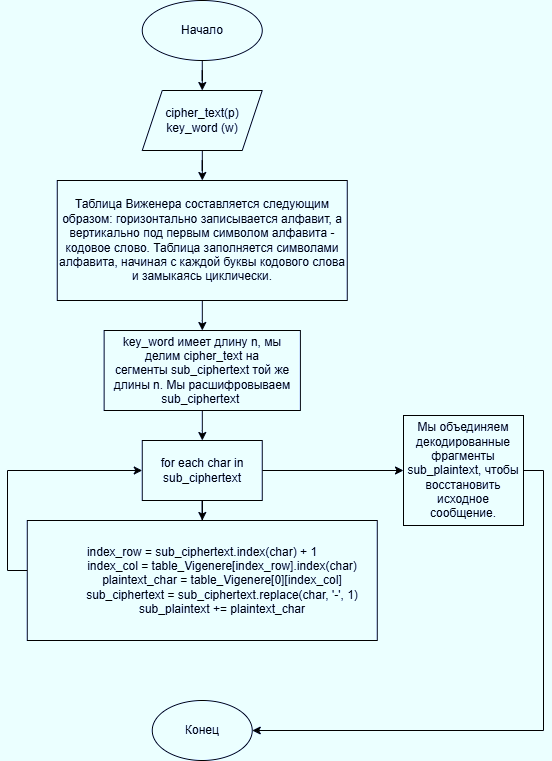 Начало
cipher_text(p)
key_word (w)
Таблица Виженера составляется следующим
образом: горизонтально записывается алфавит, а
вертикально под первым символом алфавита -
кодовое слово. Таблица заполняется символами
алфавита, начиная с каждой буквы кодового слова
и замыкаясь циклически.
key_word имеет длину n, мы
делим cipher_text на
сегменты sub_ciphertext той же
длины n. Мы расшифровываем
sub_ciphertext
for each char in
sub_ciphertext
Мы объединяем
декодированные
фрагменты
sub_plaintext, чтобы
восстановить
исходное
сообщение.
index_row = sub_ciphertext.index(char) + 1
index_col = table_Vigenere[index_row].index(char)
plaintext_char = table_Vigenere[0][index_col]
sub_ciphertext = sub_ciphertext.replace(char, '-', 1)
sub_plaintext += plaintext_char
Конец